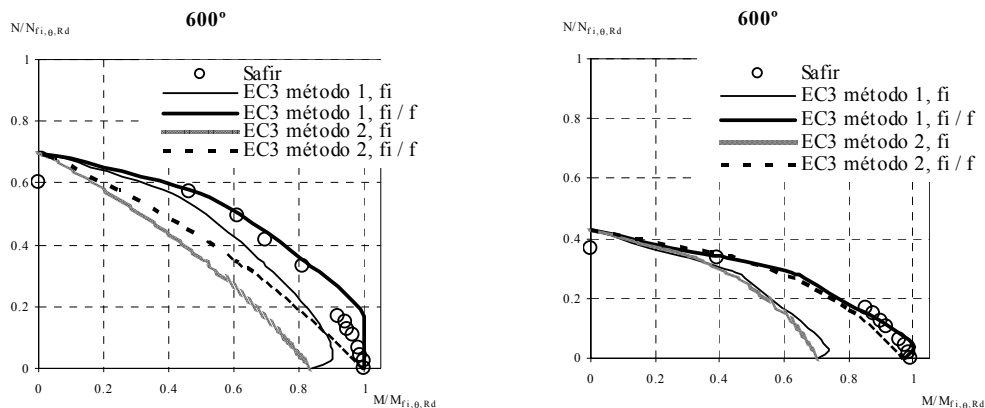 600º
N/Nfi,θ,Rd
Safir
EC3 método 1, fi
EC3 método 1, fi / f
EC3 método 2, fi
EC3 método 2, fi / f
1
0.8
0.6
0.4
0.2
0
0 0.2 0.4 0.6 0.8 1
M/Mfi,θ,Rd
600º
N/Nfi,θ,Rd
Safir
EC3 método 1, fi
EC3 método 1, fi / f
EC3 método 2, fi
EC3 método 2, fi / f
1
0.8
0.6
0.4
0.2
0
0 0.2 0.4 0.6 0.8 1
M/Mfi,θ,Rd